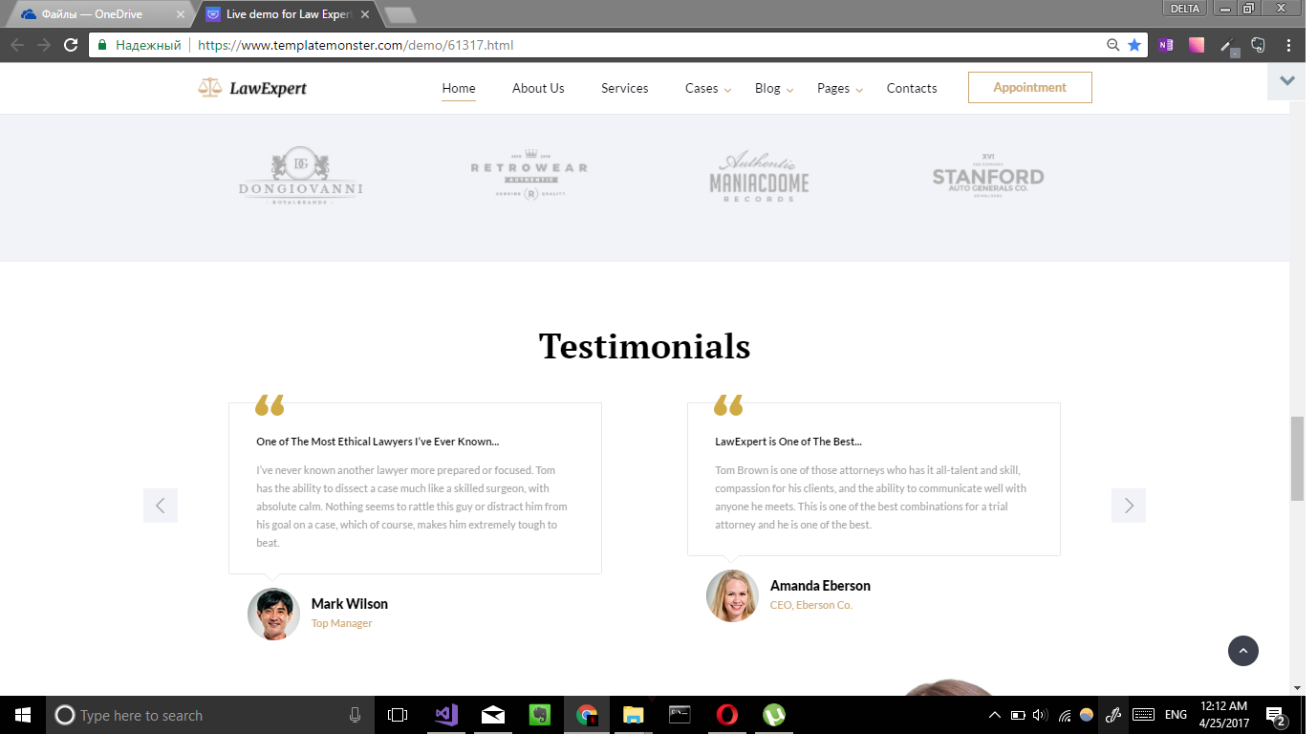 Файлы — OneDrive
Live demo for Law Expert
DELTA
Надежный
https://www.templatemonster.com/demo/61317.html
LawExpert
Home
About Us
Services
Cases
Blog
Pages
Contacts
Appointment
DG
DONGIOVANNI
ROYALBRANDS
RETROWEAR
AUTHENTIC
GENUINE R QUALITY
Authentic
MANIACDOME
RECORDS
XVI
STANFORD
AUTO GENERALS CO.
Testimonials
One of The Most Ethical Lawyers I've Ever Known...
I've never known another lawyer more prepared or focused. Tom
has the ability to dissect a case much like a skilled surgeon, with
absolute calm. Nothing seems to rattle this guy or distract him from
his goal on a case, which of course, makes him extremely tough to
beat.
Mark Wilson
Top Manager
LawExpert is One of The Best...
Tom Brown is one of those attorneys who has it all-talent and skill,
compassion for his clients, and the ability to communicate well with
anyone he meets. This is one of the best combinations for a trial
attorney and he is one of the best.
Amanda Eberson
CEO, Eberson Co.
Type here to search
ENG
12:12 AM
4/25/2017
2